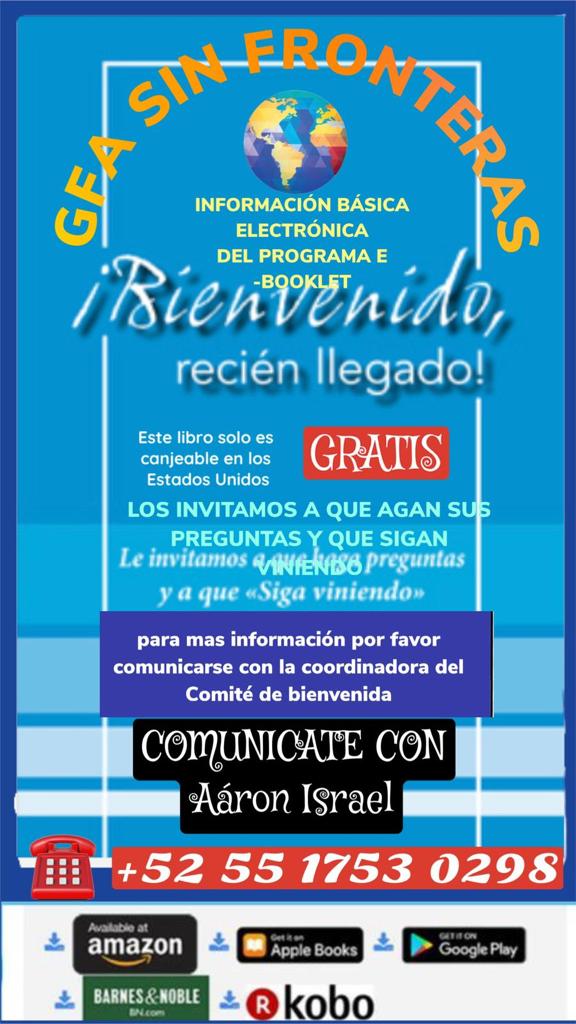 GFA SIN FRONTERAS
INFORMACIÓN BÁSICA
ELECTRÓNICA
DEL PROGRAMA E
-BOOKLET
¡Bienvenido,
recién llegado!
Este libro solo es
canjeable en los
Estados Unidos
GRATIS
LOS INVITAMOS A QUE AGAN SUS
PREGUNTAS Y QUE SIGAN
VINIENDO
Le invitamos a que haga preguntas
y a que «Siga viniendo»
para mas información por favor
comunicarse con la coordinadora del
Comité de bienvenida
COMUNICATE CON
Aáron Israel
+52 55 1753 0298
Available at
amazon
Get it on
Apple Books
GET IT ON
Google Play
BARNES & NOBLE
BN.com
R kobo